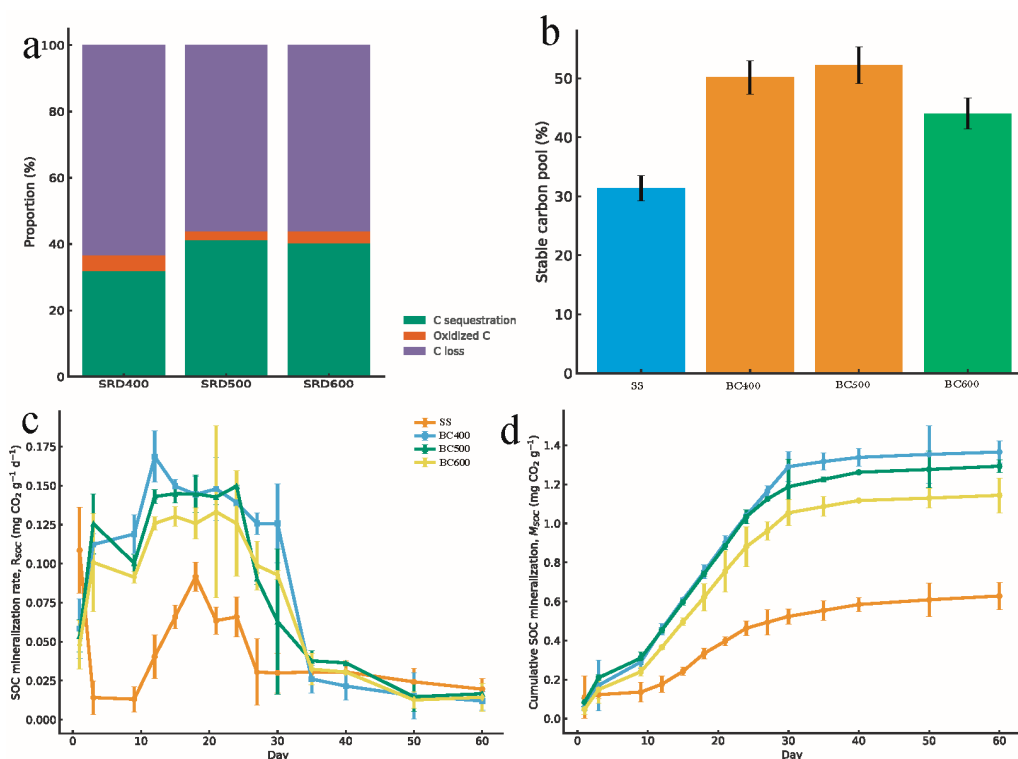 a
100
80
60
40
20
0
Proportion (%)
SRD400 SRD500 SRD600
C sequestration
Oxidized C
C loss
b
50
40
30
20
10
0
Stable carbon pool (%)
SS BC400 BC500 BC600
c
0.175
0.150
0.125
0.100
0.075
0.050
0.025
0.000
SOC mineralization rate, RSOC (mg CO2 g-1 d-1)
SS
BC400
BC500
BC600
0 10 20 30 40 50 60
Day
d
1.4
1.2
1.0
0.8
0.6
0.4
0.2
0.0
Cumulative SOC mineralization, MSOC (mg CO2 g-1)
0 10 20 30 40 50 60
Day